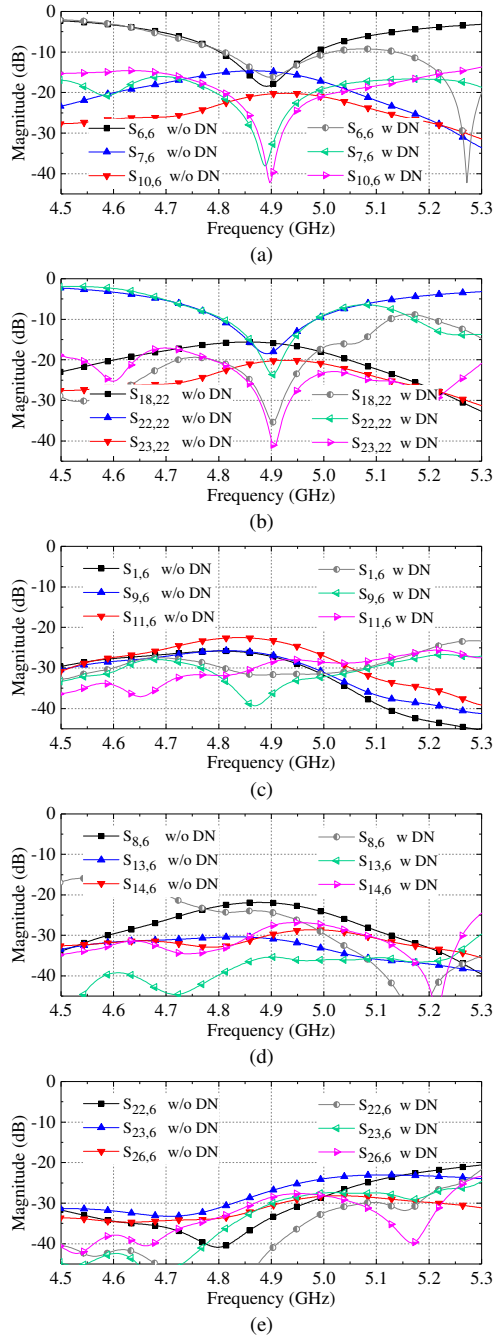 0
-10
-20
-30
-40
Magnitude (dB)
S6,6 w/o DN
S7,6 w/o DN
S10,6 w/o DN
S6,6 w DN
S7,6 w DN
S10,6 w DN
4.5 4.6 4.7 4.8 4.9 5.0 5.1 5.2 5.3
Frequency (GHz)
(a)
0
-10
-20
-30
-40
Magnitude (dB)
S18,22 w/o DN
S22,22 w/o DN
S23,22 w/o DN
S18,22 w DN
S22,22 w DN
S23,22 w DN
4.5 4.6 4.7 4.8 4.9 5.0 5.1 5.2 5.3
Frequency (GHz)
(b)
0
-10
-20
-30
-40
Magnitude (dB)
S1,6 w/o DN
S9,6 w/o DN
S11,6 w/o DN
S1,6 w DN
S9,6 w DN
S11,6 w DN
4.5 4.6 4.7 4.8 4.9 5.0 5.1 5.2 5.3
Frequency (GHz)
(c)
0
-10
-20
-30
-40
Magnitude (dB)
S8,6 w/o DN
S13,6 w/o DN
S14,6 w/o DN
S8,6 w DN
S13,6 w DN
S14,6 w DN
4.5 4.6 4.7 4.8 4.9 5.0 5.1 5.2 5.3
Frequency (GHz)
(d)
0
-10
-20
-30
-40
Magnitude (dB)
S22,6 w/o DN
S23,6 w/o DN
S26,6 w/o DN
S22,6 w DN
S23,6 w DN
S26,6 w DN
4.5 4.6 4.7 4.8 4.9 5.0 5.1 5.2 5.3
Frequency (GHz)
(e)